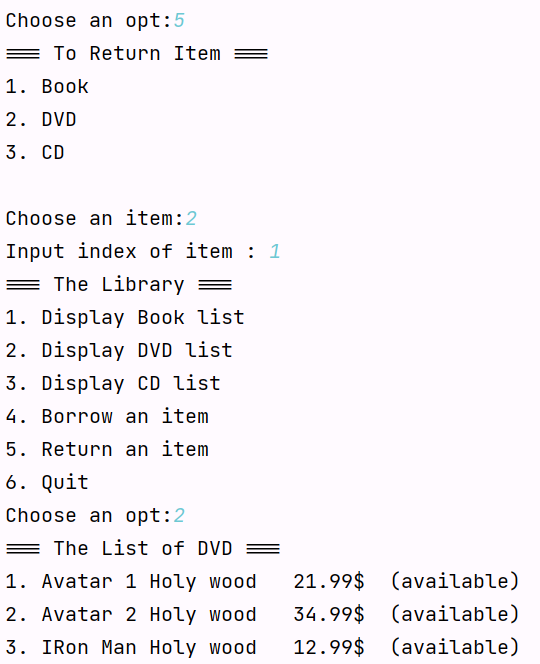 Choose an opt:5
=== To Return Item ===
1. Book
2. DVD
3. CD
Choose an item:2
Input index of item : 1
=== The Library ===
1. Display Book list
2. Display DVD list
3. Display CD list
4. Borrow an item
5. Return an item
6. Quit
Choose an opt:2
=== The List of DVD ===
1. Avatar 1 Holy wood   21.99$  (available)
2. Avatar 2 Holy wood   34.99$  (available)
3. IRon Man Holy wood   12.99$  (available)